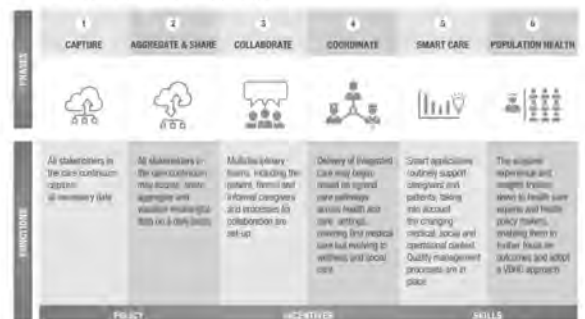 1 2 3 4 5 6
CAPTURE AGGREGATE & SHARE COLLABORATE COORDINATE SMART CARE POPULATION HEALTH
PHASES
FUNCTIONS
All stakeholders in
the care continuum
capture
all necessary data
All stakeholders in
the care continuum
may access, share,
aggregate and
visualise meaningful
data on a daily basis
Multidisciplinary
teams, including the
patient, formal and
informal caregivers
and processes for
collaboration are
set-up
Delivery of integrated
care may begin
based on agreed
care pathways
across health and
care settings,
covering first medical
care but evolving to
wellness and social
care
Smart applications
routinely support
caregivers and
patients, taking
into account
the changing
medical, social and
operational context.
Quality management
processes are in
place
The acquired
experience and
insights trickles
down to health care
experts and health
policy makers,
enabling them to
further focus on
outcomes and adopt
a VBHC approach
POLICY INCENTIVES SKILLS